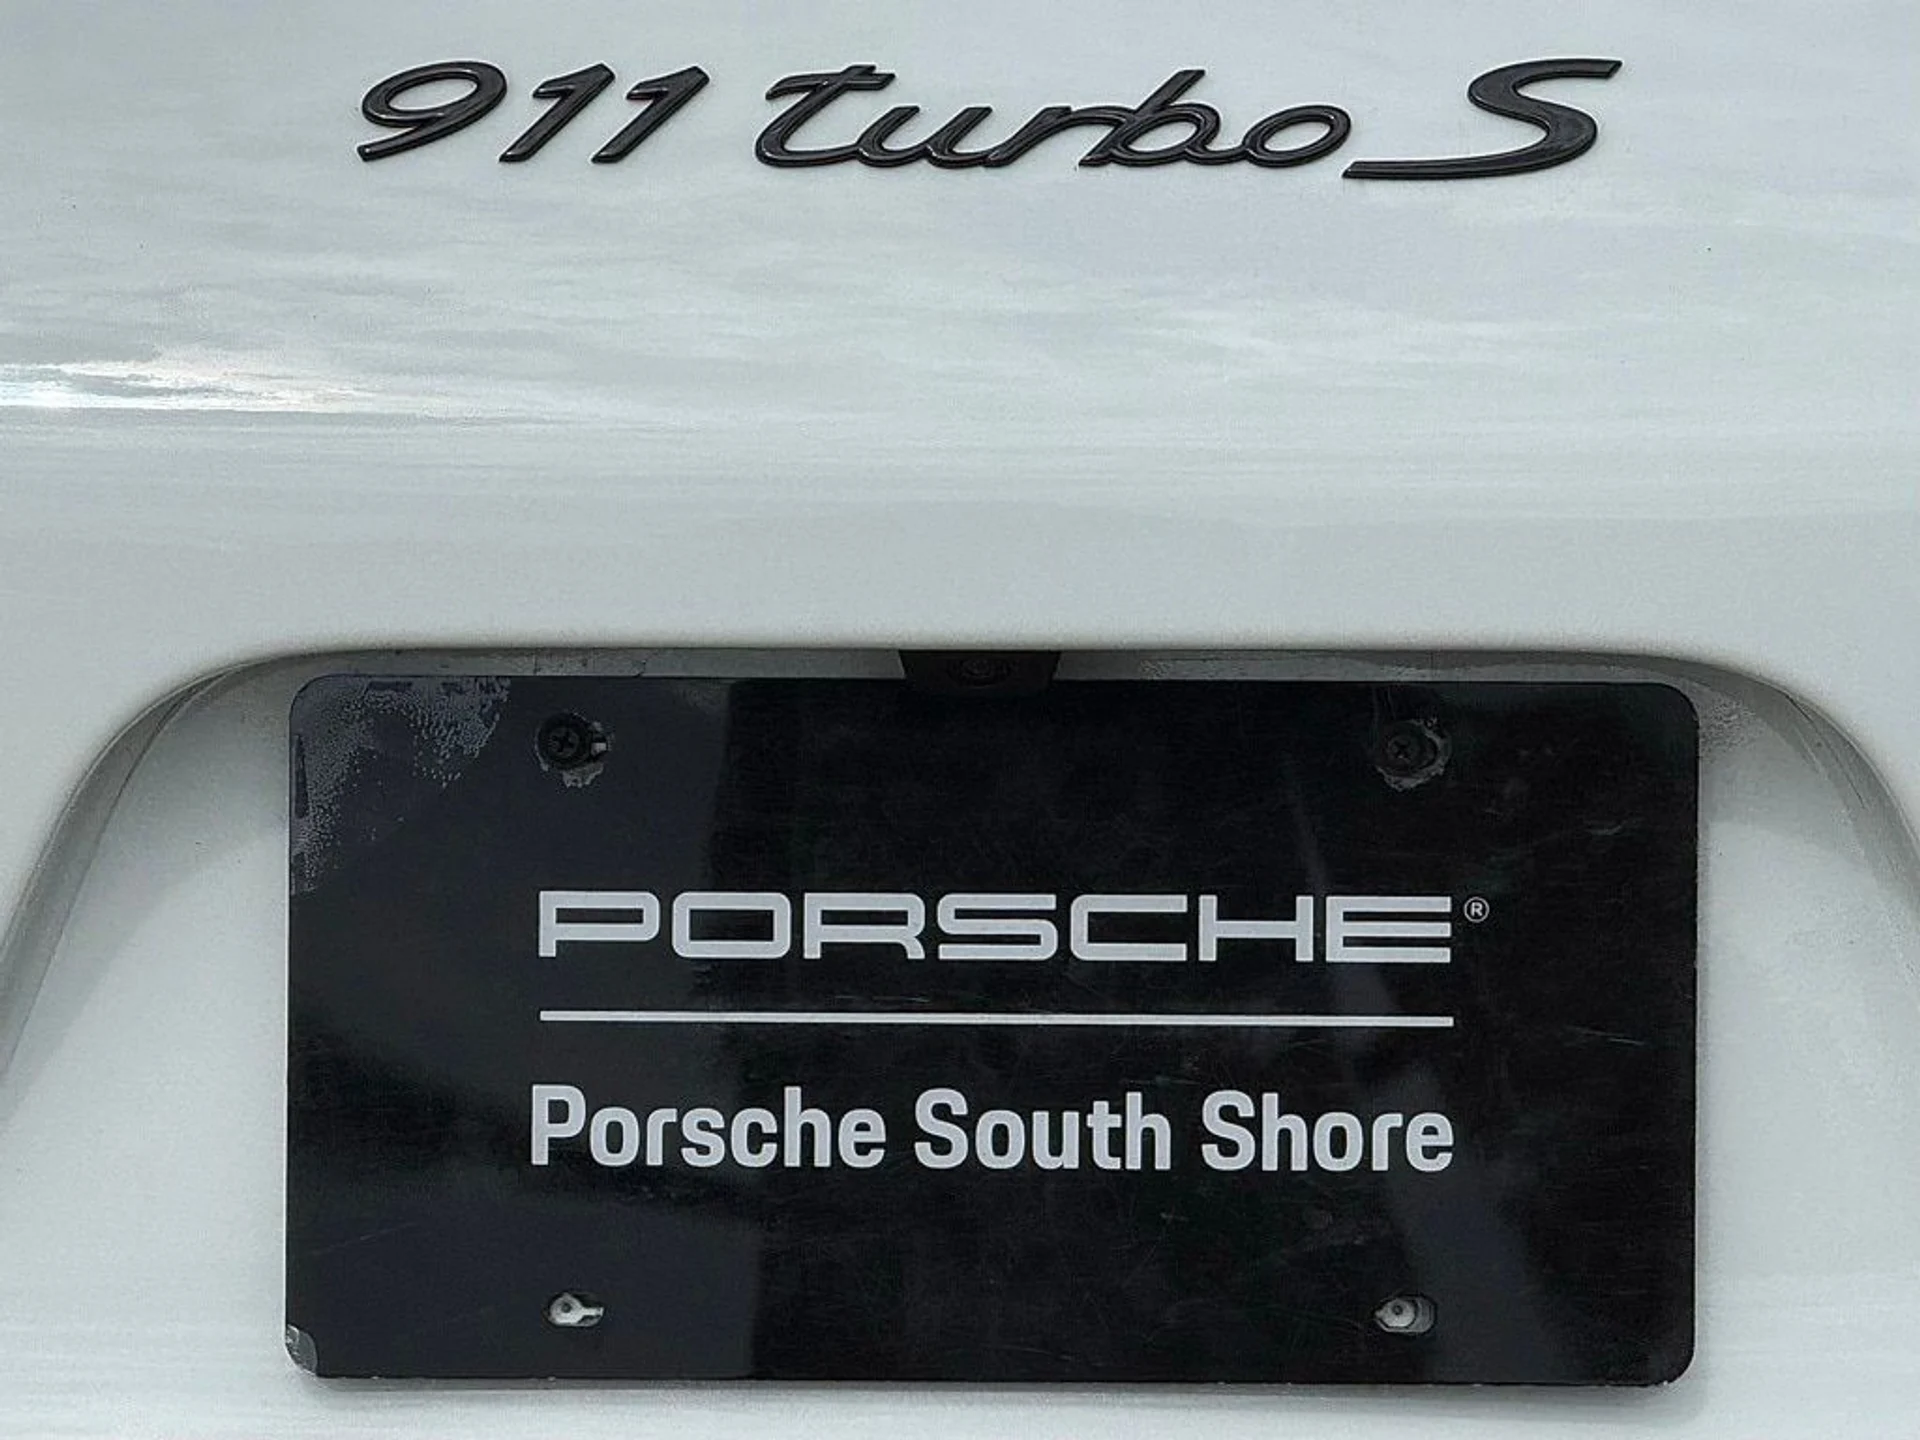 911 turbo S
PORSCHE®
Porsche South Shore